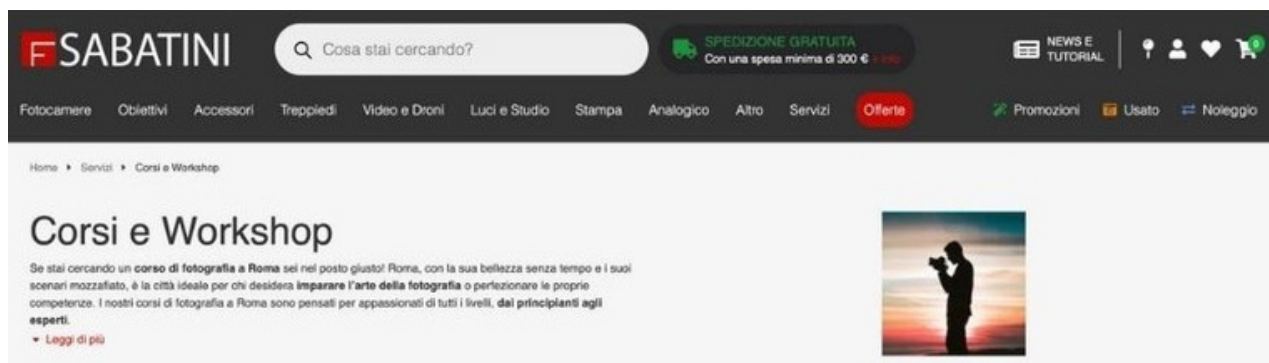 F SABATINI
Cosa stai cercando?
SPEDIZIONE GRATUITA
Con una spesa minima di 300 € + info
NEWS E
TUTORIAL
0
Fotocamere Obiettivi Accessori Treppiedi Video e Droni Luci e Studio Stampa Analogico Altro Servizi Offerte Promozioni Usato Noleggio
Home Servizi Corsi e Workshop
Corsi e Workshop
Se stai cercando un corso di fotografia a Roma sei nel posto giusto! Roma, con la sua bellezza senza tempo e i suoi
scenari mozzafiato, è la città ideale per chi desidera imparare l'arte della fotografia o perfezionare le proprie
competenze. I nostri corsi di fotografia a Roma sono pensati per appassionati di tutti i livelli, dai principianti agli
esperti.
Leggi di più